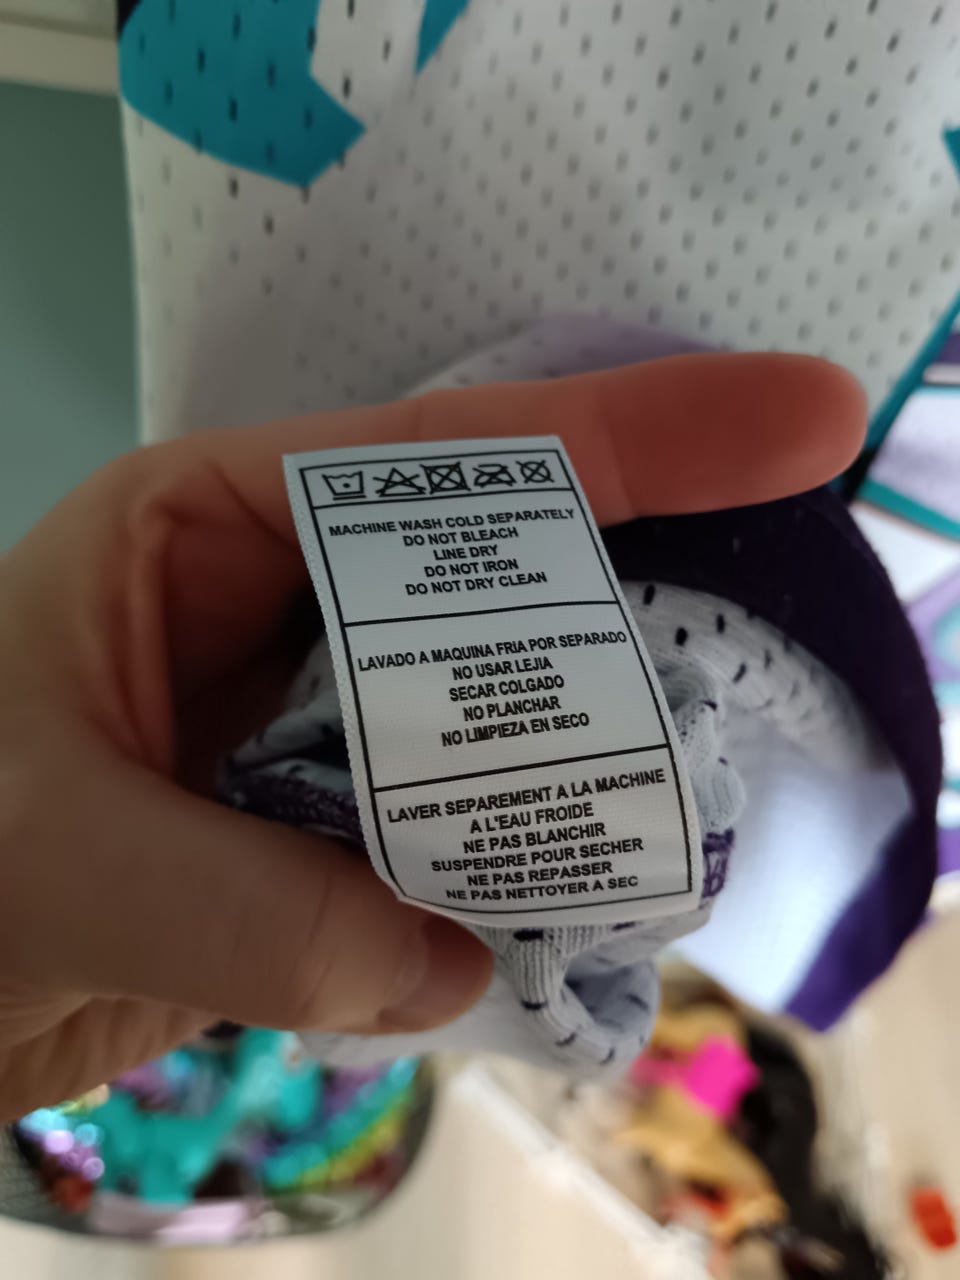 MACHINE WASH COLD SEPARATELY
DO NOT BLEACH
LINE DRY
DO NOT IRON
DO NOT DRY CLEAN
LAVADO A MAQUINA FRIA POR SEPARADO
NO USAR LEJIA
SECAR COLGADO
NO PLANCHAR
NO LIMPIEZA EN SECO
LAVER SEPAREMENT A LA MACHINE
A L'EAU FROIDE
NE PAS BLANCHIR
SUSPENDRE POUR SECHER
NE PAS REPASSER
NE PAS NETTOYER A SEC